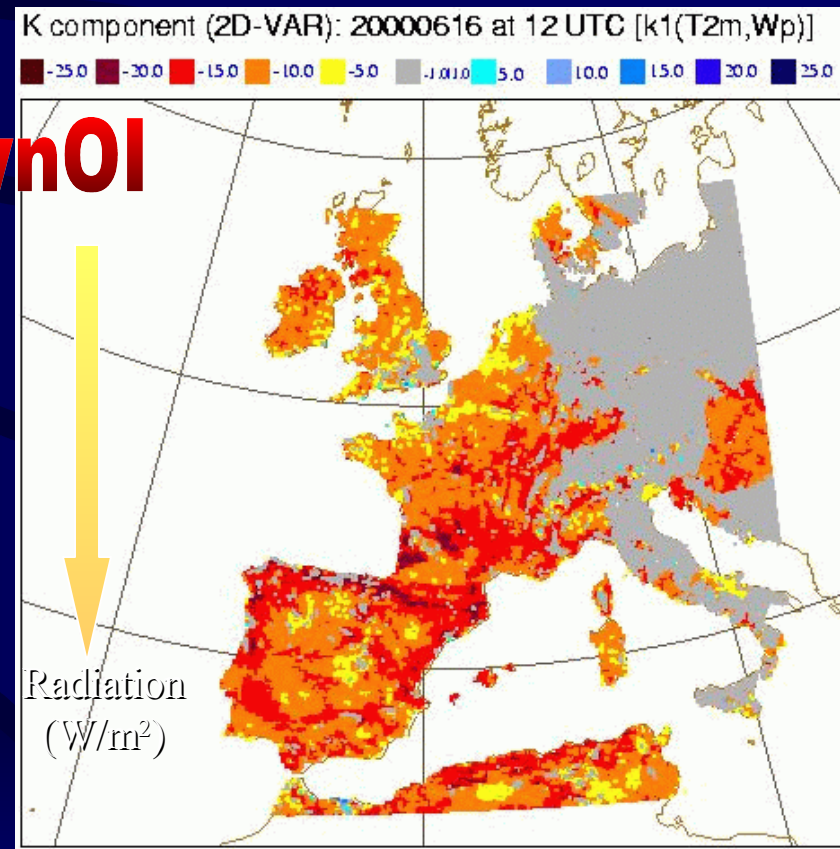 K component (2D-VAR): 20000616 at 12 UTC [k1(T2m,Wp)]
-25.0 -20.0 -15.0 -10.0 -5.0 -1.0/1.0 5.0 10.0 15.0 20.0 25.0
ynOI
Radiation
(W/m²)